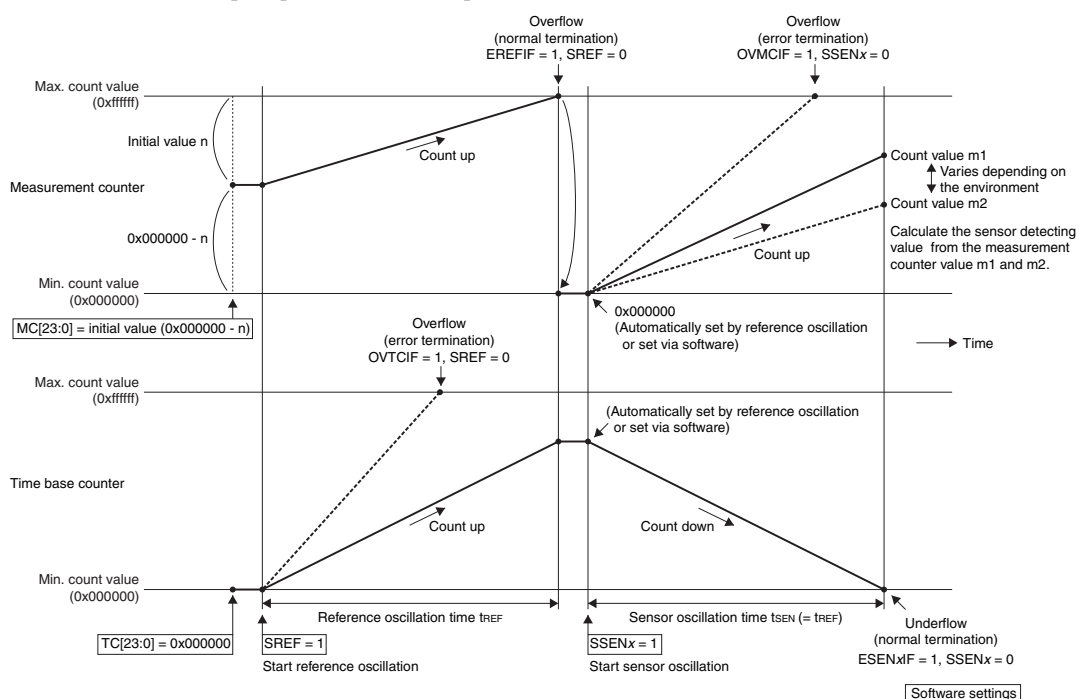 Overflow
(normal termination)
EREFIF = 1, SREF = 0
Overflow
(error termination)
OVMCIF = 1, SSENx = 0
Max. count value
(0xffffff)
Initial value n
Count up
Count value m1
Varies depending on
the environment
Measurement counter
Count value m2
0x000000 - n
Calculate the sensor detecting
value from the measurement
counter value m1 and m2.
Count up
Min. count value
(0x000000)
0x000000
(Automatically set by reference oscillation
or set via software)
MC[23:0] = initial value (0x000000 - n)
Overflow
(error termination)
OVTCIF = 1, SREF = 0
Time
Max. count value
(0xffffff)
(Automatically set by reference oscillation
or set via software)
Time base counter
Count up
Count down
Min. count value
(0x000000)
Reference oscillation time tREF
Sensor oscillation time tSEN (= tREF)
Underflow
(normal termination)
ESENxIF = 1, SSENx = 0
TC[23:0] = 0x000000
SREF = 1
SSENx = 1
Start reference oscillation
Start sensor oscillation
Software settings